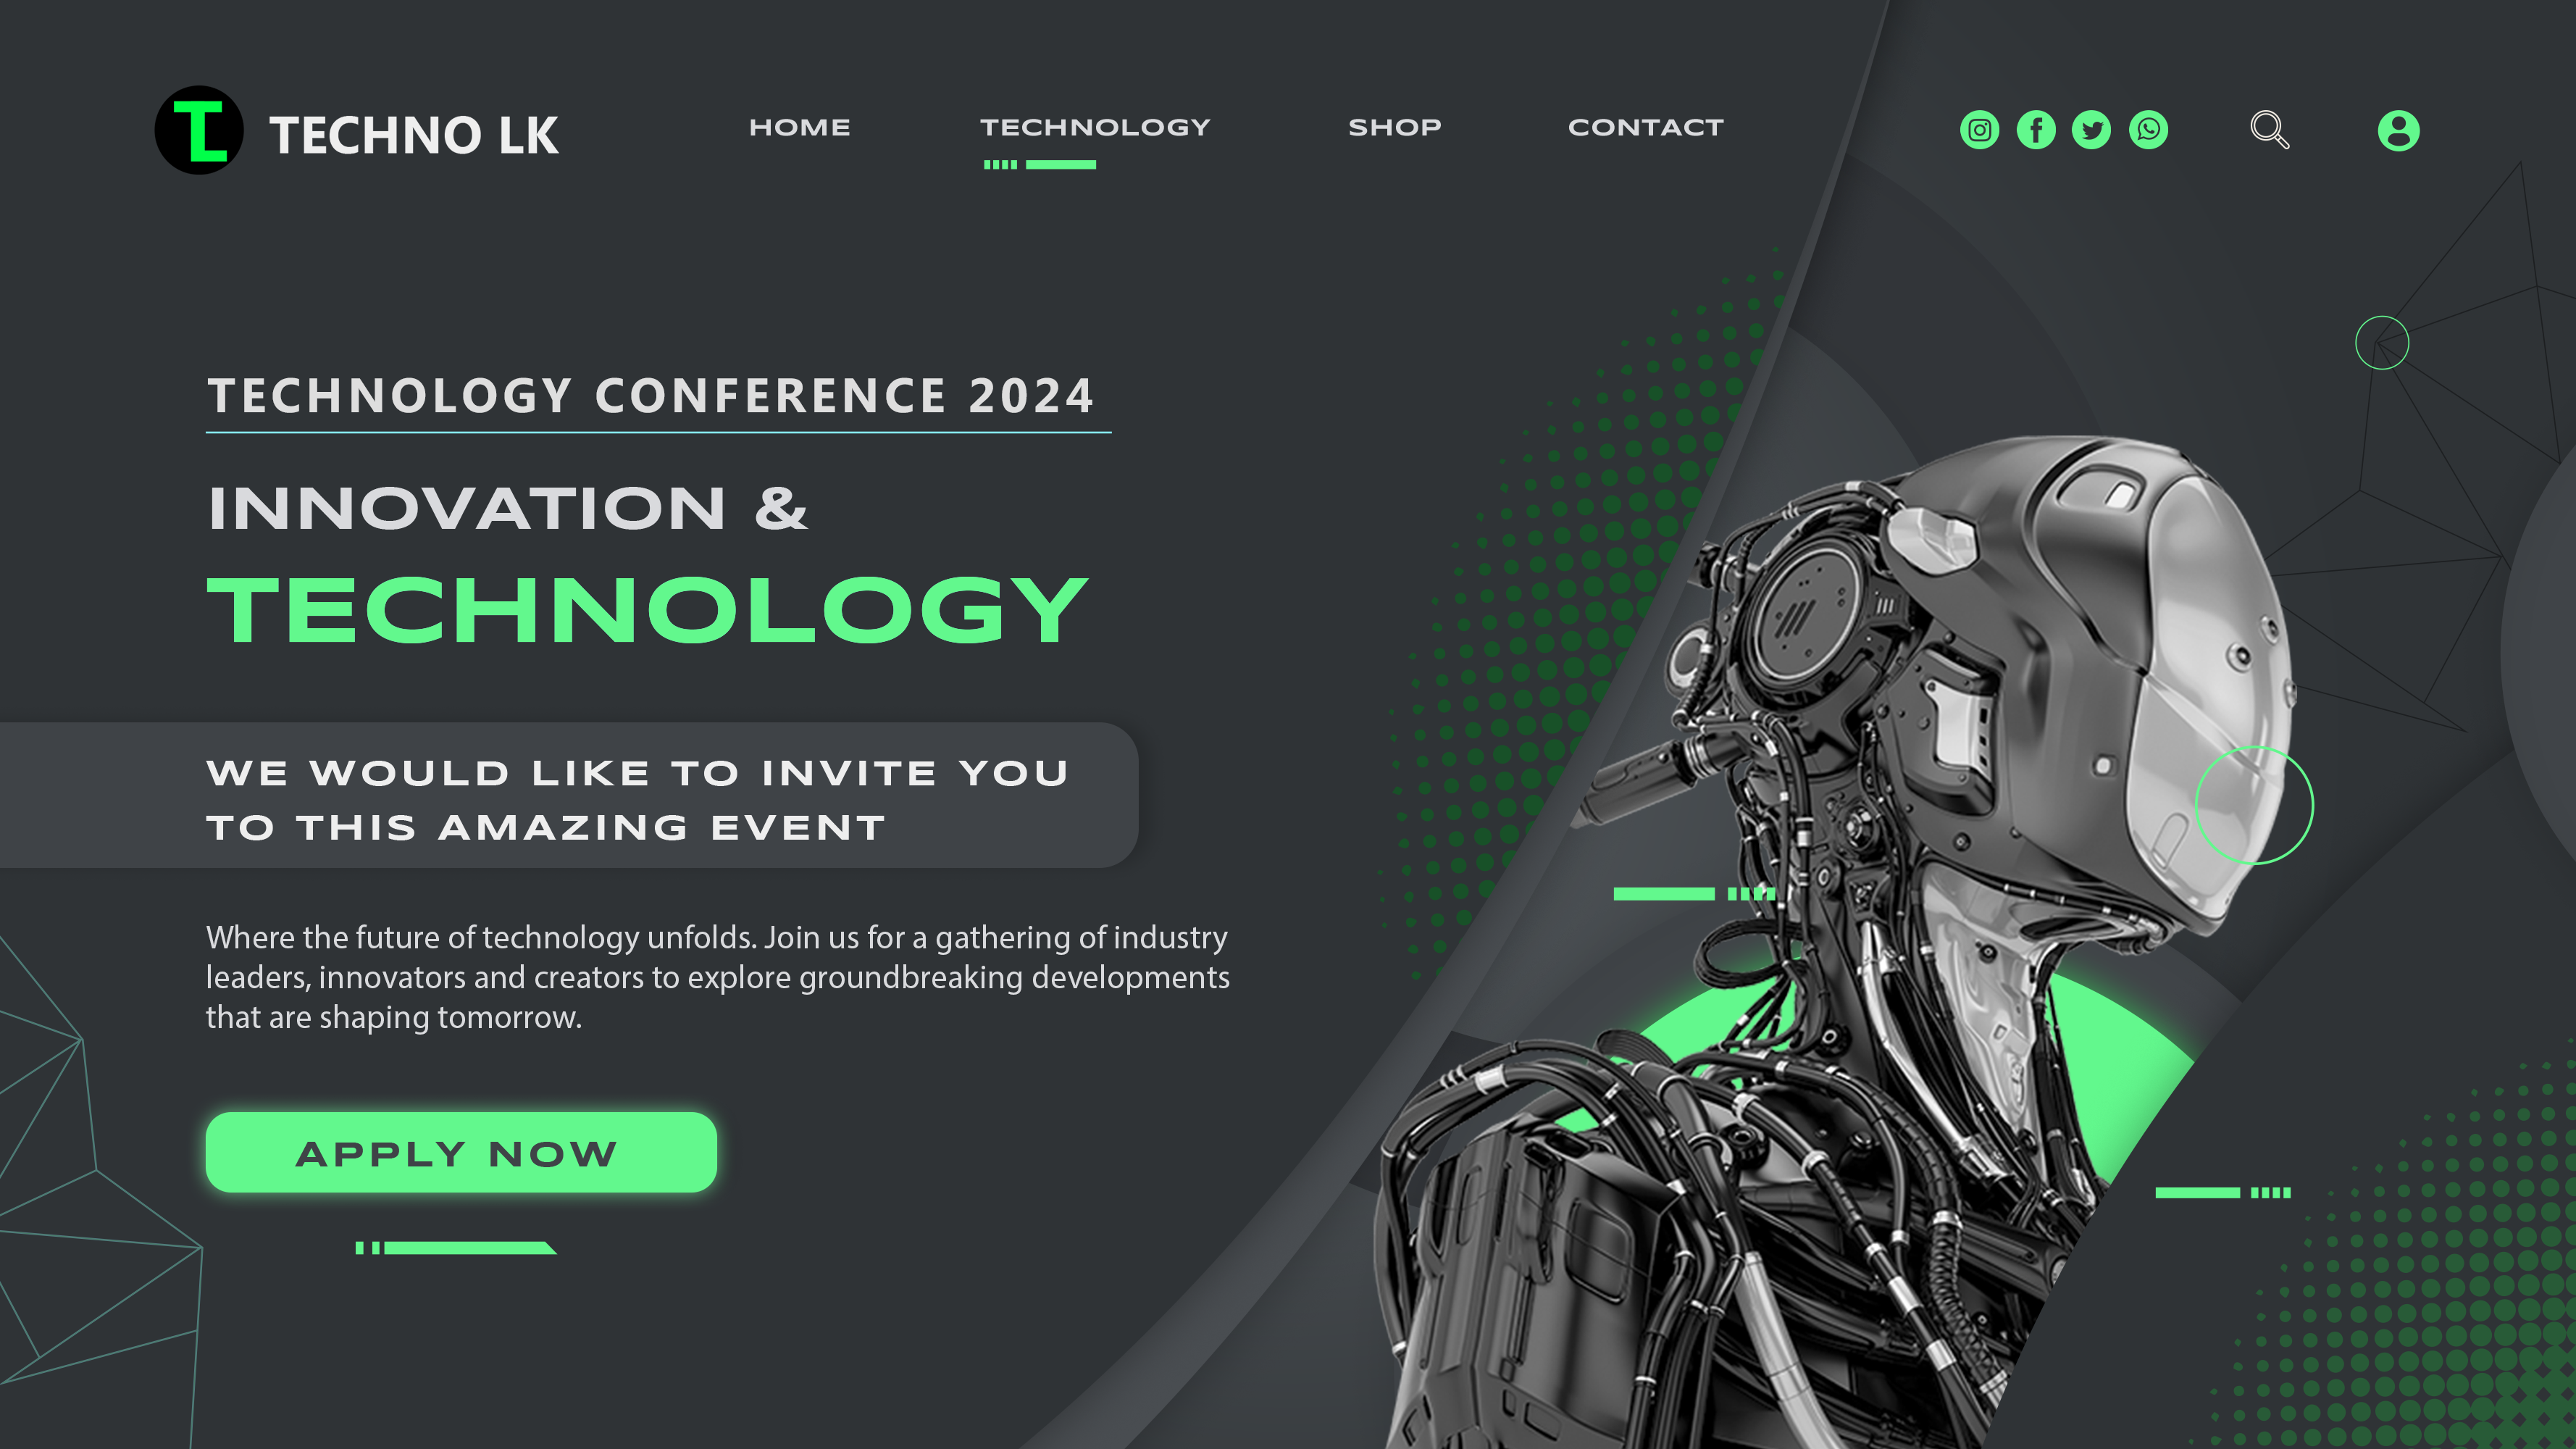 TL
TECHNO LK
HOME
TECHNOLOGY
SHOP
CONTACT
TECHNOLOGY CONFERENCE 2024
INNOVATION &
TECHNOLOGY
WE WOULD LIKE TO INVITE YOU
TO THIS AMAZING EVENT
Where the future of technology unfolds. Join us for a gathering of industry
leaders, innovators and creators to explore groundbreaking developments
that are shaping tomorrow.
APPLY NOW